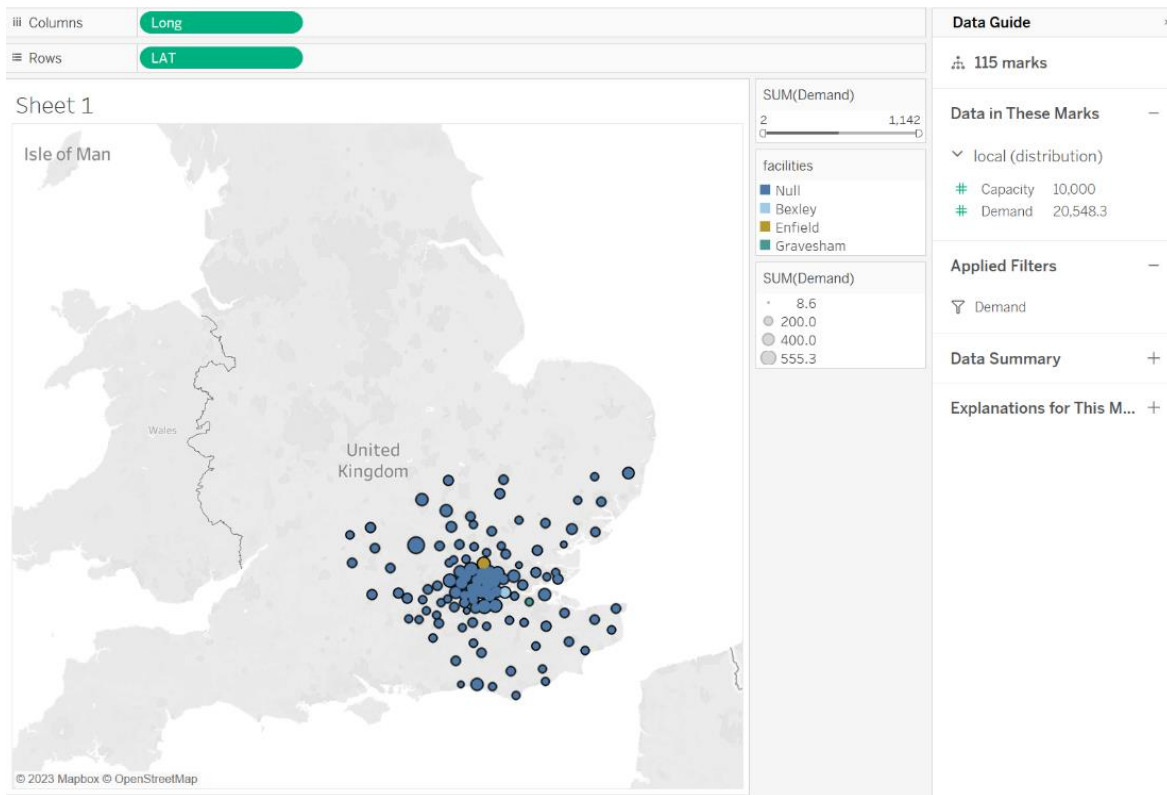 Columns
Long
Rows
LAT
Sheet 1
Isle of Man
Wales
United
Kingdom
© 2023 Mapbox © OpenStreetMap
SUM(Demand)
2 1,142
facilities
Null
Bexley
Enfield
Gravesham
SUM(Demand)
8.6
200.0
400.0
555.3
Data Guide
115 marks
Data in These Marks
local (distribution)
# Capacity 10,000
# Demand 20,548.3
Applied Filters
Demand
Data Summary
Explanations for This M...